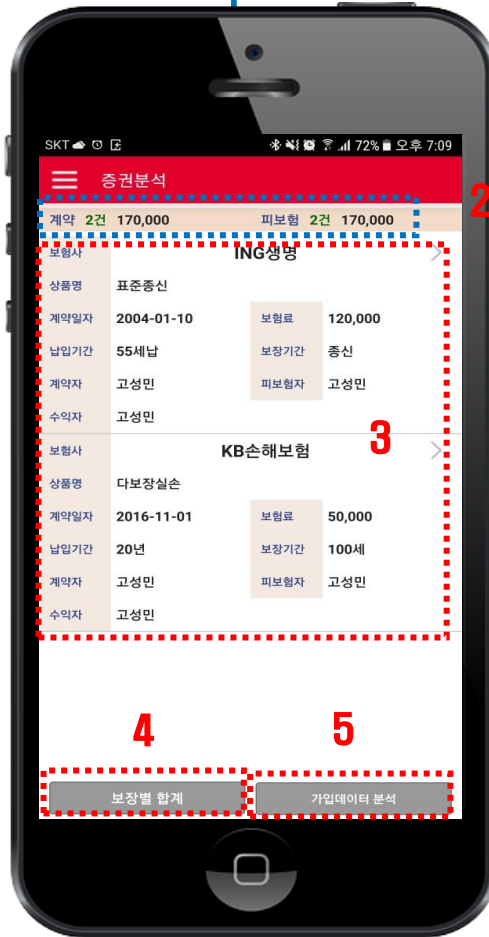 SKT 72% 오후 7:09
증권분석
2
계약 2건 170,000 피보험 2건 170,000
보험사 ING생명
상품명 표준종신
계약일자 2004-01-10 보험료 120,000
납입기간 55세납 보장기간 종신
계약자 고성민 피보험자 고성민
수익자 고성민
3
보험사 KB손해보험
상품명 다보장실손
계약일자 2016-11-01 보험료 50,000
납입기간 20년 보장기간 100세
계약자 고성민 피보험자 고성민
수익자 고성민
4 5
보장별 합계 가입데이터 분석